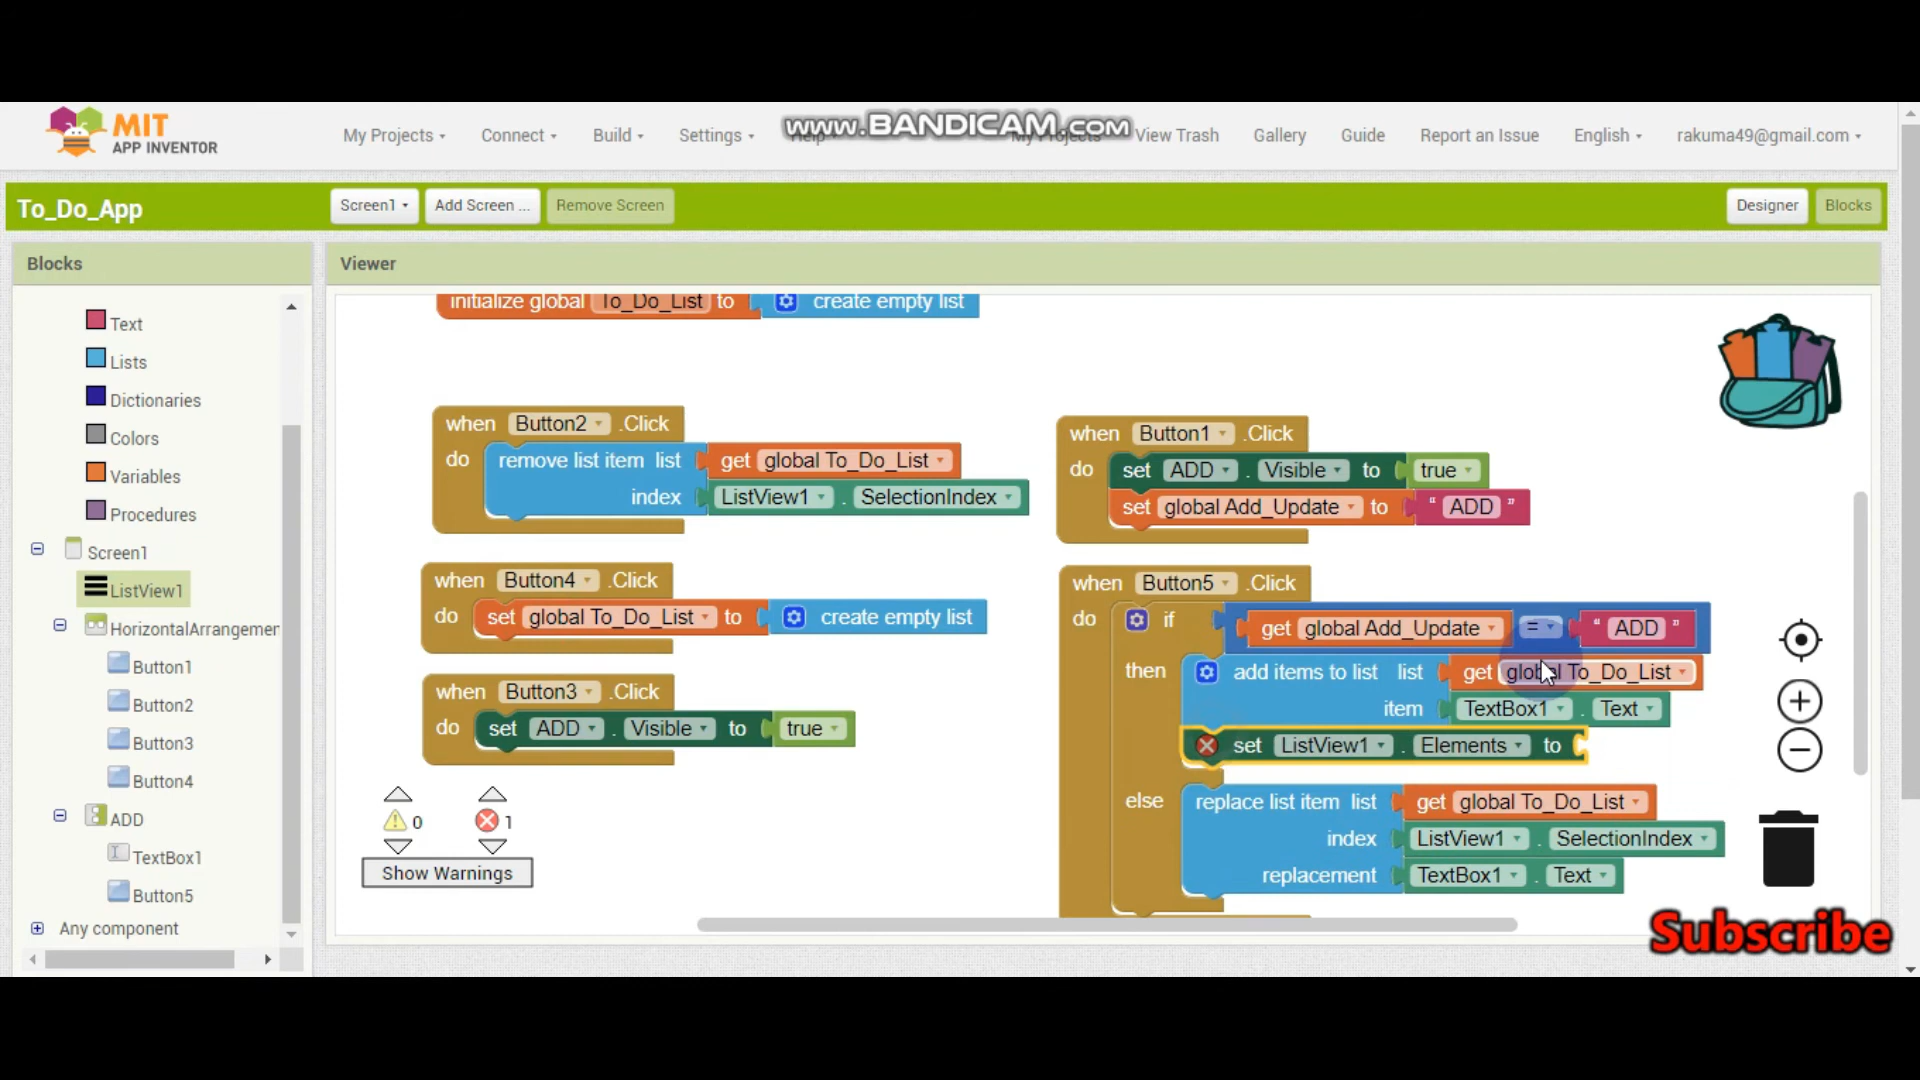 www.BANDICAM.com
MIT
APP INVENTOR
My Projects
Connect
Build
Settings
Help
My Projects
View Trash
Gallery
Guide
Report an Issue
English
rakuma49@gmail.com
To_Do_App
Screen1
Add Screen ...
Remove Screen
Designer
Blocks
Blocks
Viewer
Text
Lists
Dictionaries
Colors
Variables
Procedures
Screen1
ListView1
HorizontalArrangemen
Button1
Button2
Button3
Button4
ADD
TextBox1
Button5
Any component
initialize global To_Do_List to create empty list
when Button2 .Click
do remove list item list get global To_Do_List
index ListView1 . SelectionIndex
when Button4 .Click
do set global To_Do_List to create empty list
when Button3 .Click
do set ADD . Visible to true
0 1
Show Warnings
when Button1 .Click
do set ADD . Visible to true
set global Add_Update to “ ADD ”
when Button5 .Click
do if get global Add_Update = “ ADD ”
then add items to list list get global To_Do_List
item TextBox1 . Text
set ListView1 . Elements to
else replace list item list get global To_Do_List
index ListView1 . SelectionIndex
replacement TextBox1 . Text
Subscribe